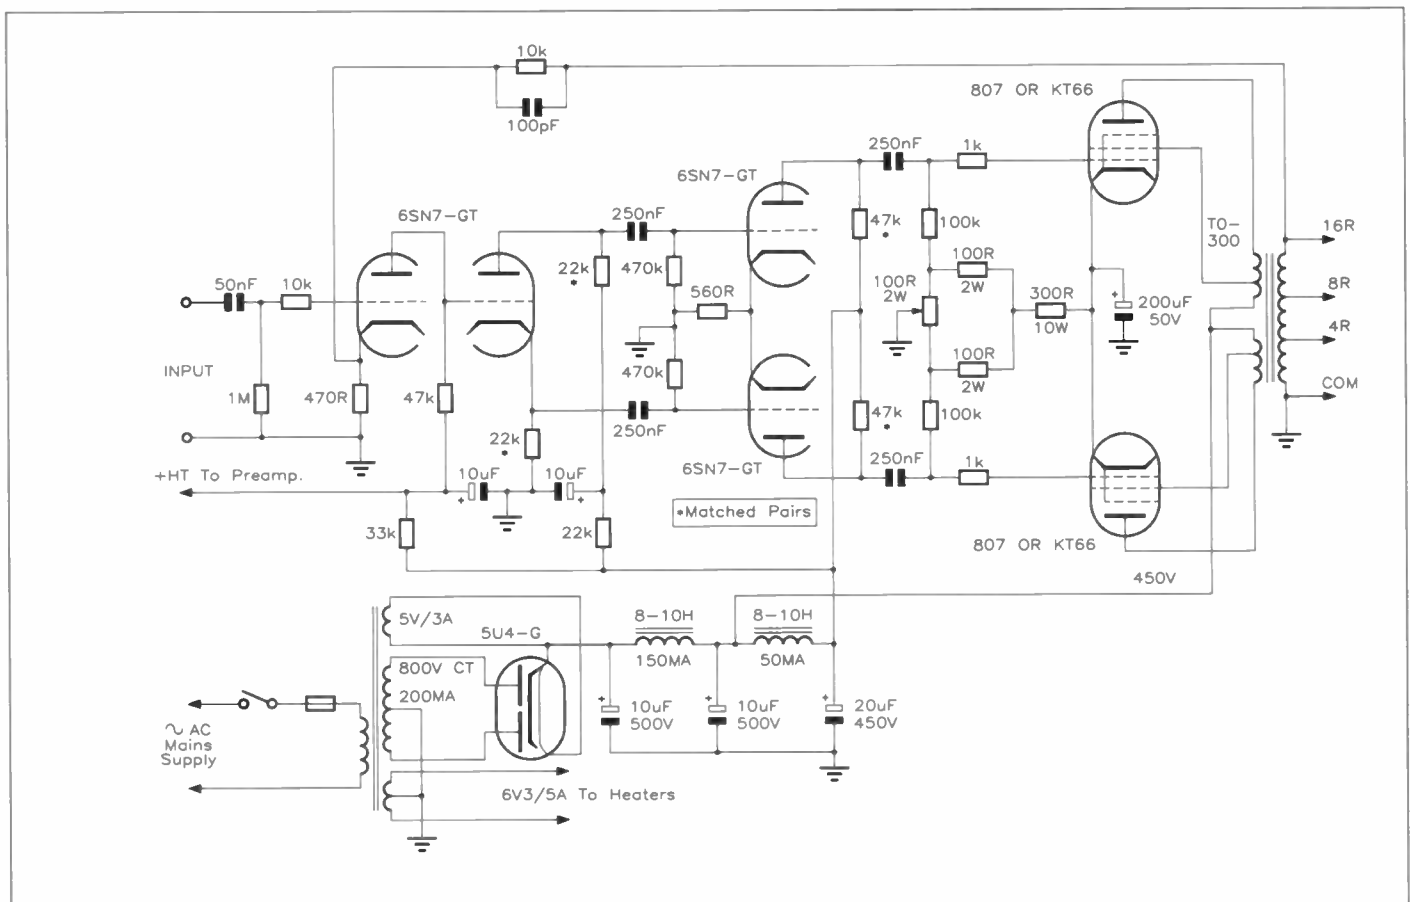 10k
100pF
807 OR KT66
250nF
1k
6SN7-GT
6SN7-GT
250nF
47k
*
100k
TO-
300
16R
50nF
10k
22k
*
470k
560R
100R
2W
100R
2W
300R
10W
200uF
50V
8R
4R
INPUT
1M
470R
47k
470k
100R
2W
COM
22k
*
250nF
47k
*
100k
+HT To Preamp.
10uF
10uF
6SN7-GT
250nF
1k
*Matched Pairs
33k
22k
807 OR KT66
450V
5V/3A
5U4-G
8-10H
150MA
8-10H
50MA
800V CT
200MA
+
10uF
500V
+
10uF
500V
+
20uF
450V
∿ AC
Mains
Supply
6V3/5A To Heaters
+
+
+